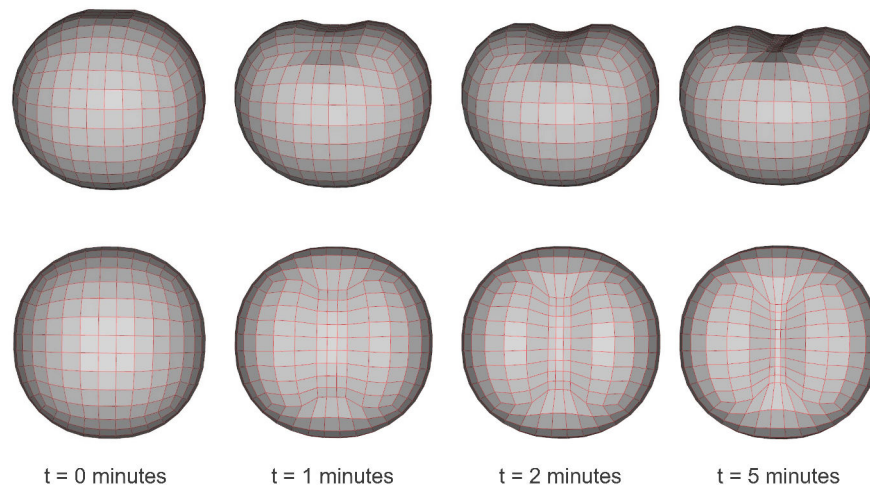 t = 0 minutes
t = 1 minutes
t = 2 minutes
t = 5 minutes